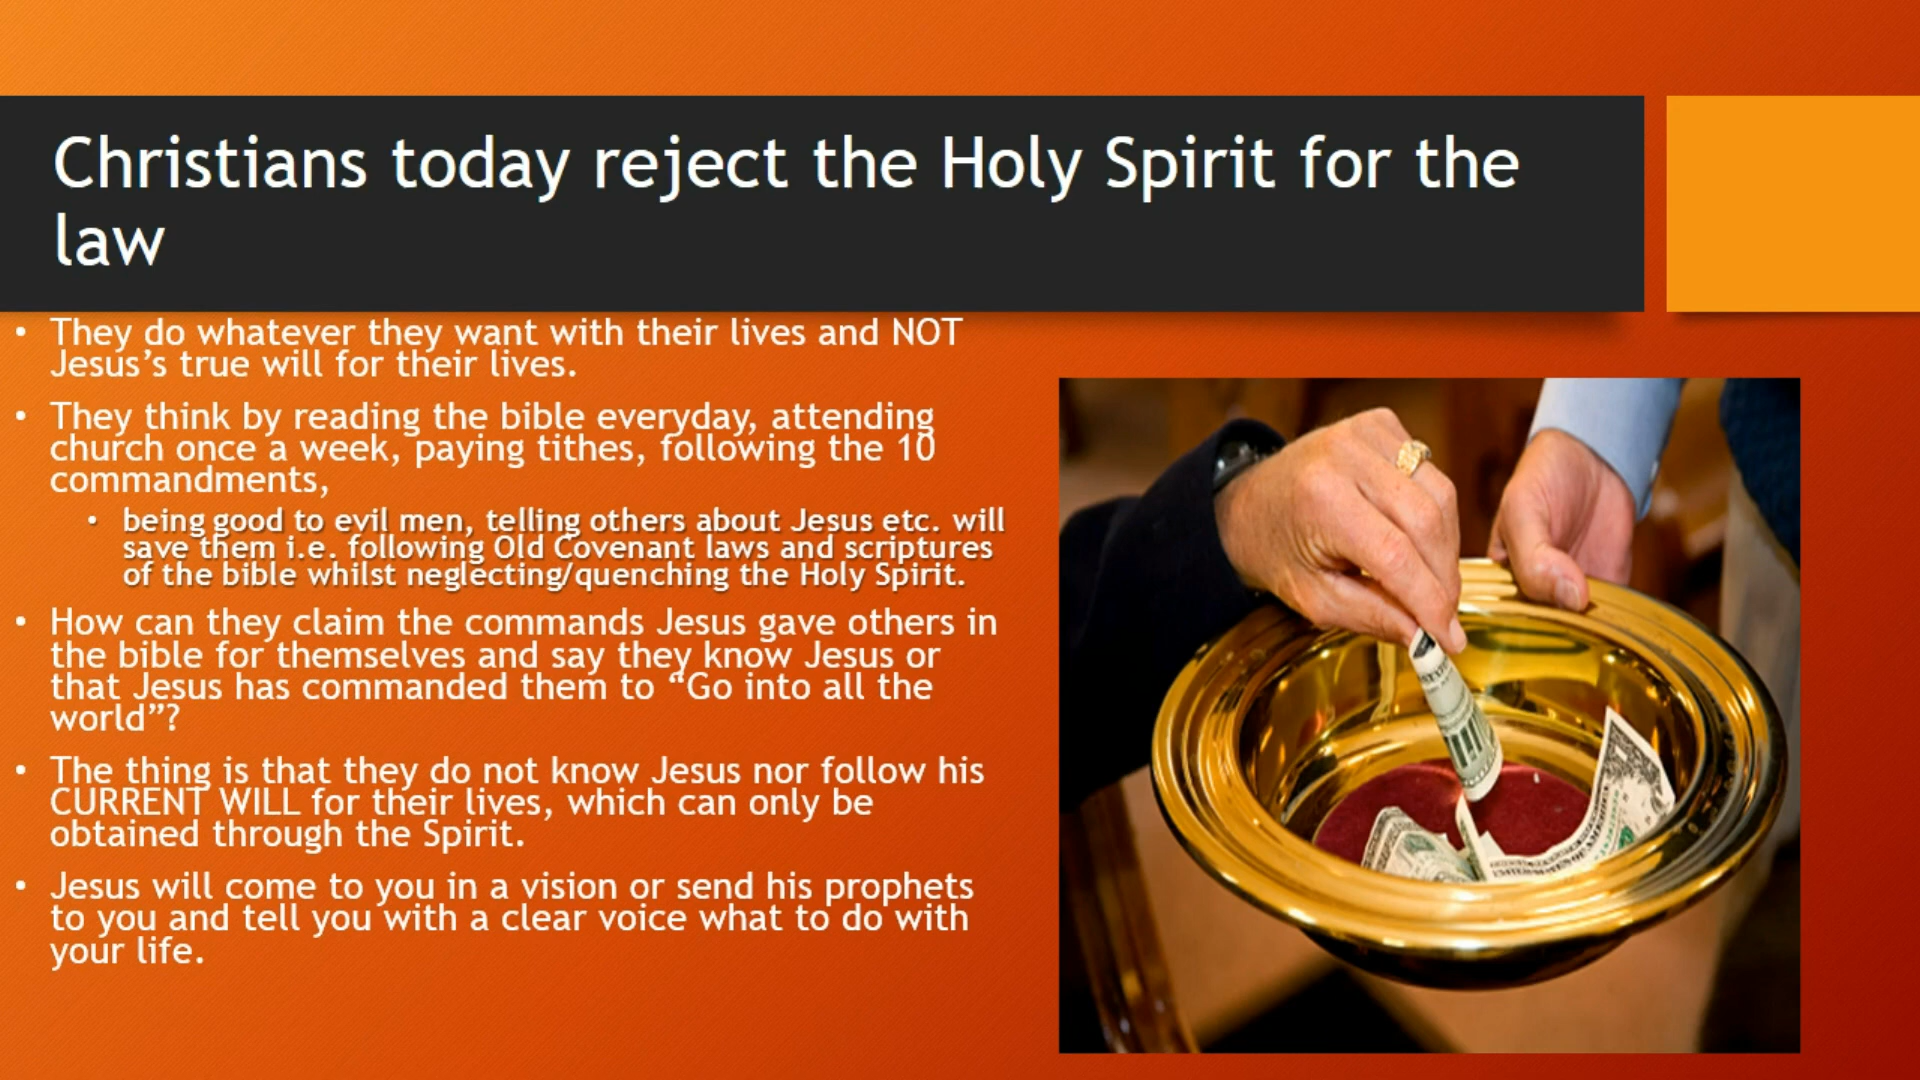 Christians today reject the Holy Spirit for the
law
• They do whatever they want with their lives and NOT
Jesus’s true will for their lives.
• They think by reading the bible everyday, attending
church once a week, paying tithes, following the 10
commandments,
• being good to evil men, telling others about Jesus etc. will
save them i.e. following Old Covenant laws and scriptures
of the bible whilst neglecting/quenching the Holy Spirit.
• How can they claim the commands Jesus gave others in
the bible for themselves and say they know Jesus or
that Jesus has commanded them to “Go into all the
world”?
• The thing is that they do not know Jesus nor follow his
CURRENT WILL for their lives, which can only be
obtained through the Spirit.
• Jesus will come to you in a vision or send his prophets
to you and tell you with a clear voice what to do with
your life.